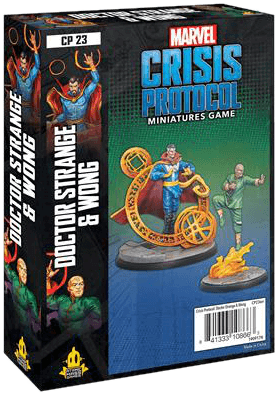 CP 23
DOCTOR STRANGE
& WONG
DOCTOR STRANGE
& WONG
MARVEL
CRISIS
PROTOCOL
MINIATURES GAME